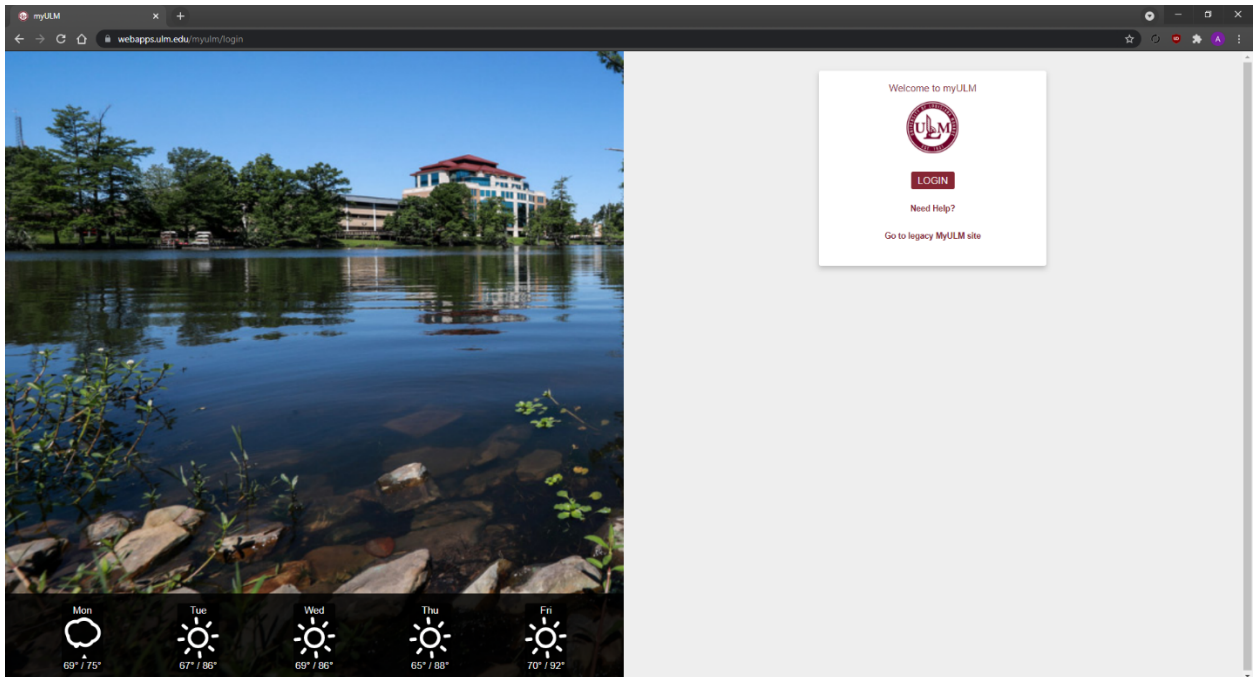 myULM
webapps.ulm.edu/myulm/login
A
Welcome to myULM
ULM
LOGIN
Need Help?
Go to legacy MyULM site
Mon Tue Wed Thu Fri
69° / 75° 67° / 86° 69° / 86° 65° / 88° 70° / 92°